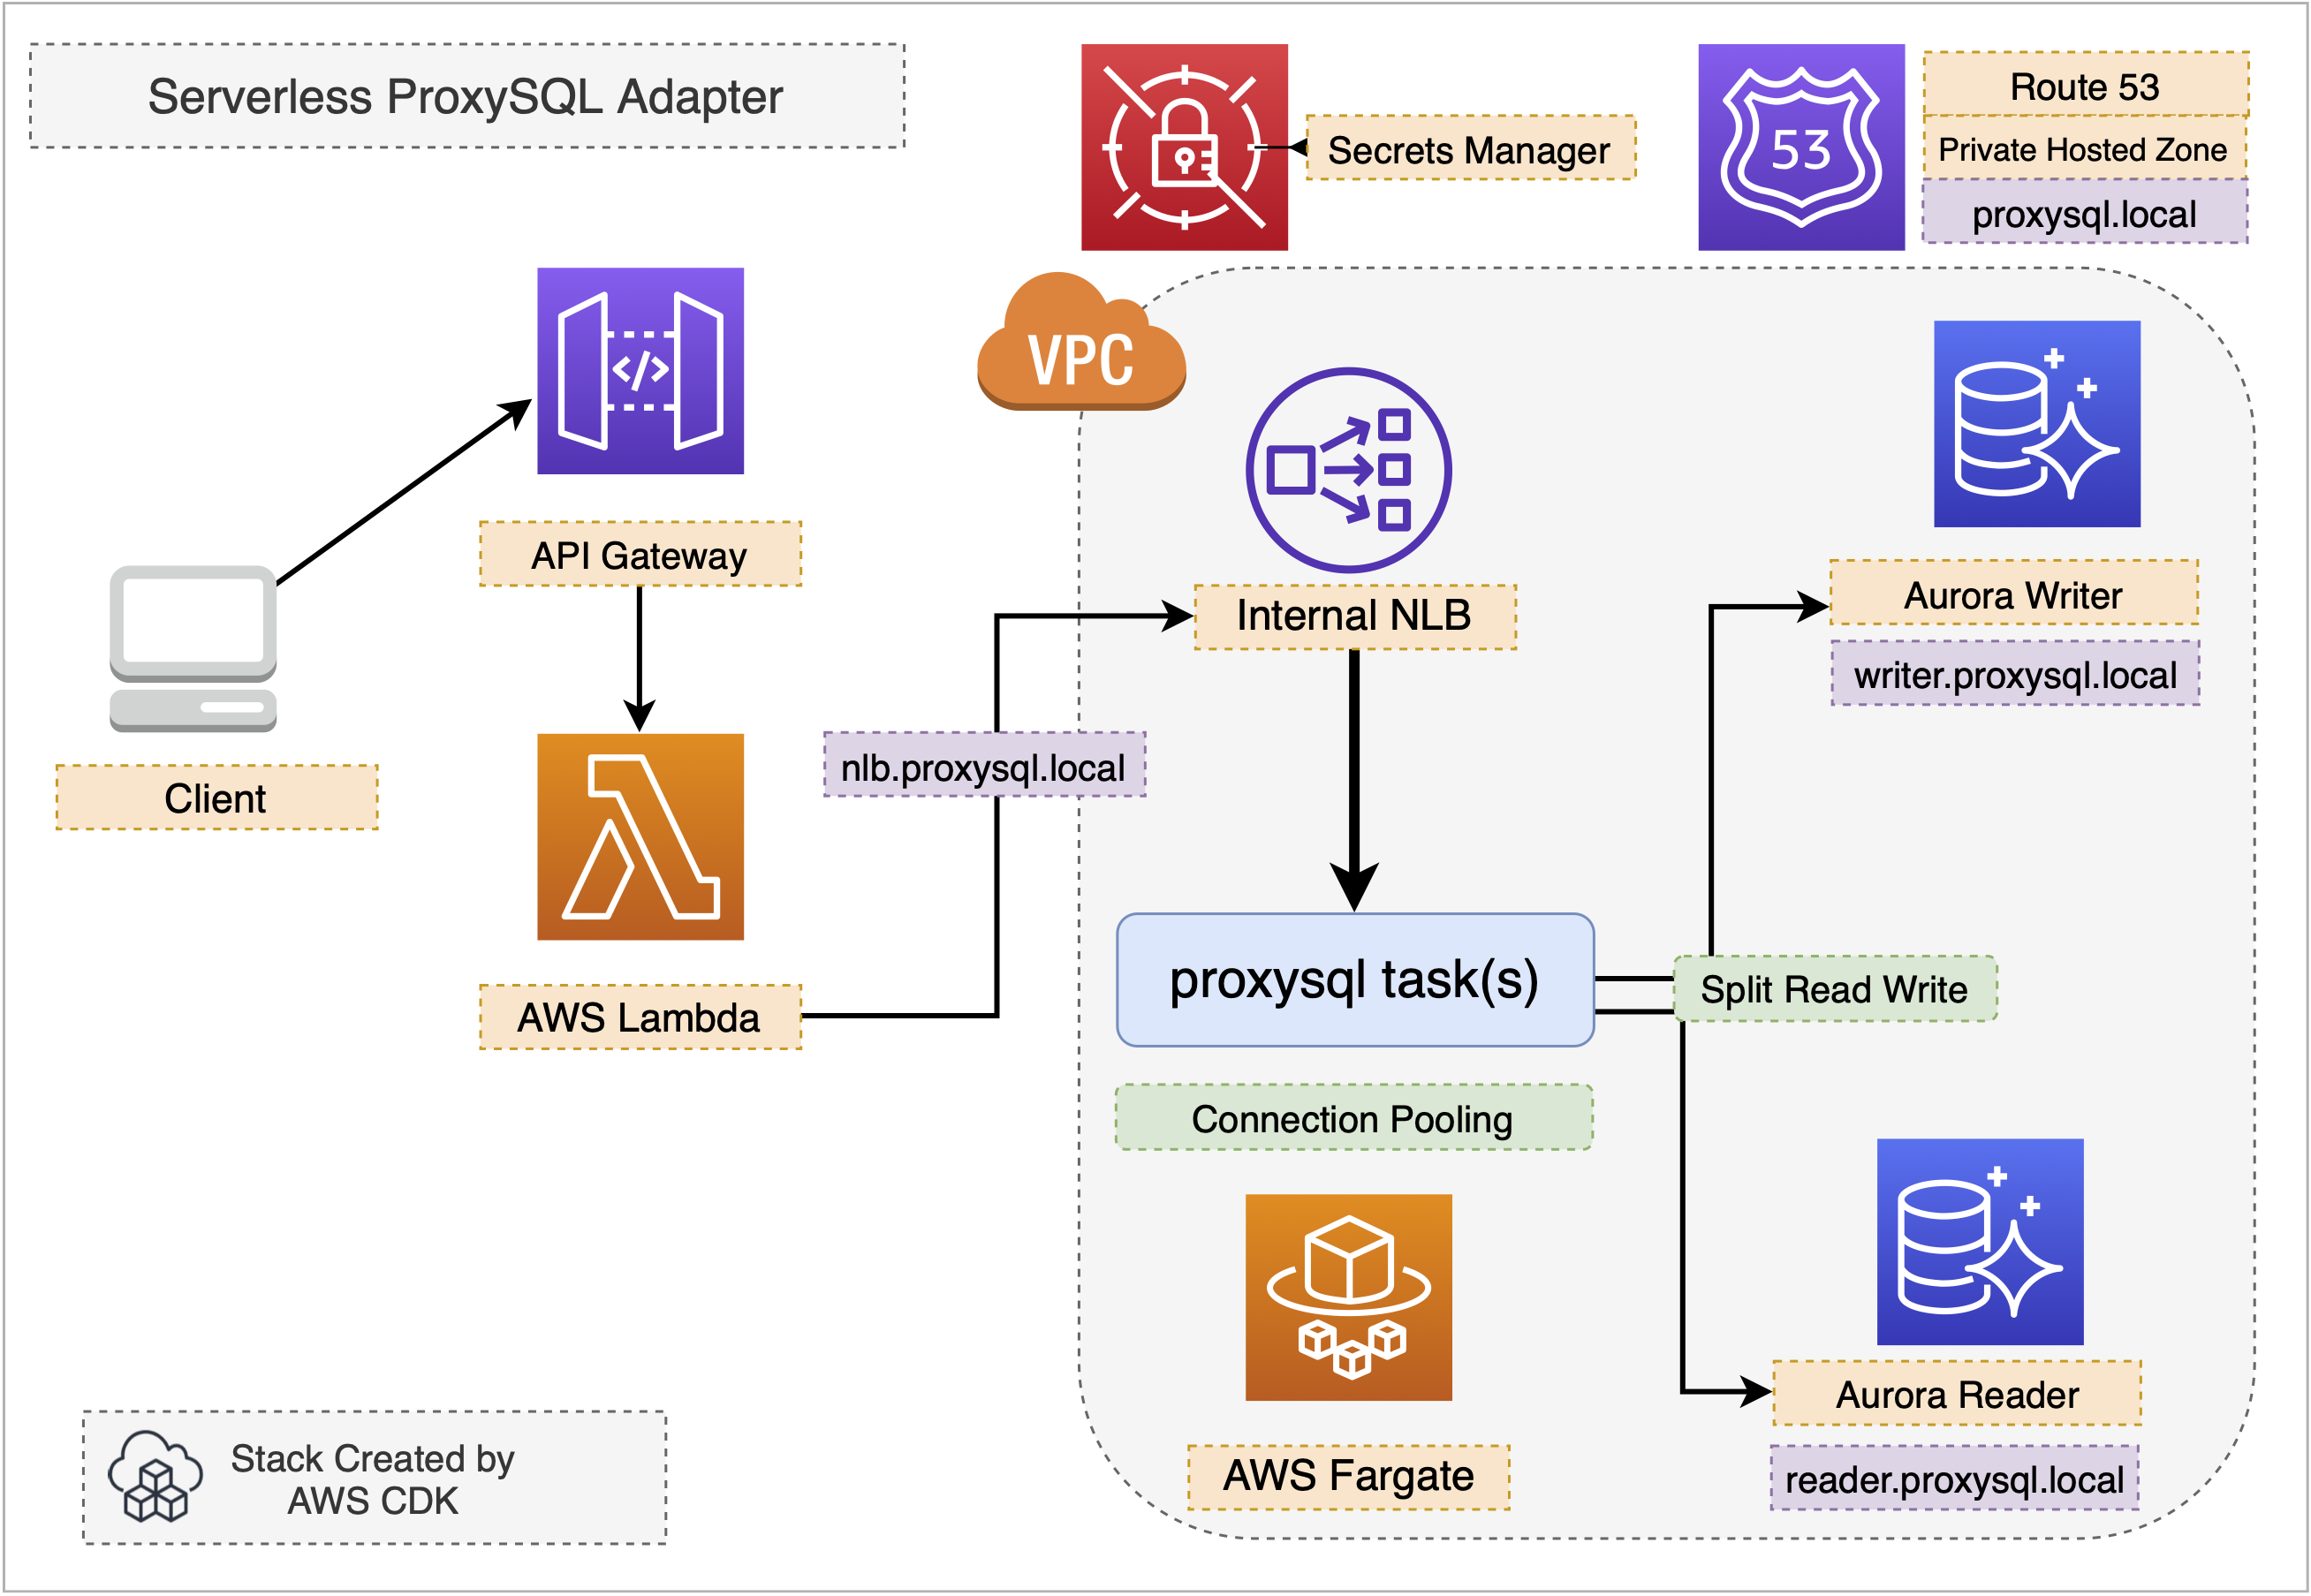 Serverless ProxySQL Adapter
Secrets Manager
53
Route 53
Private Hosted Zone
proxysql.local
VPC
</>
API Gateway
Internal NLB
Aurora Writer
writer.proxysql.local
nlb.proxysql.local
Client
AWS Lambda
proxysql task(s)
Split Read Write
Connection Pooling
Aurora Reader
reader.proxysql.local
AWS Fargate
Stack Created by
AWS CDK